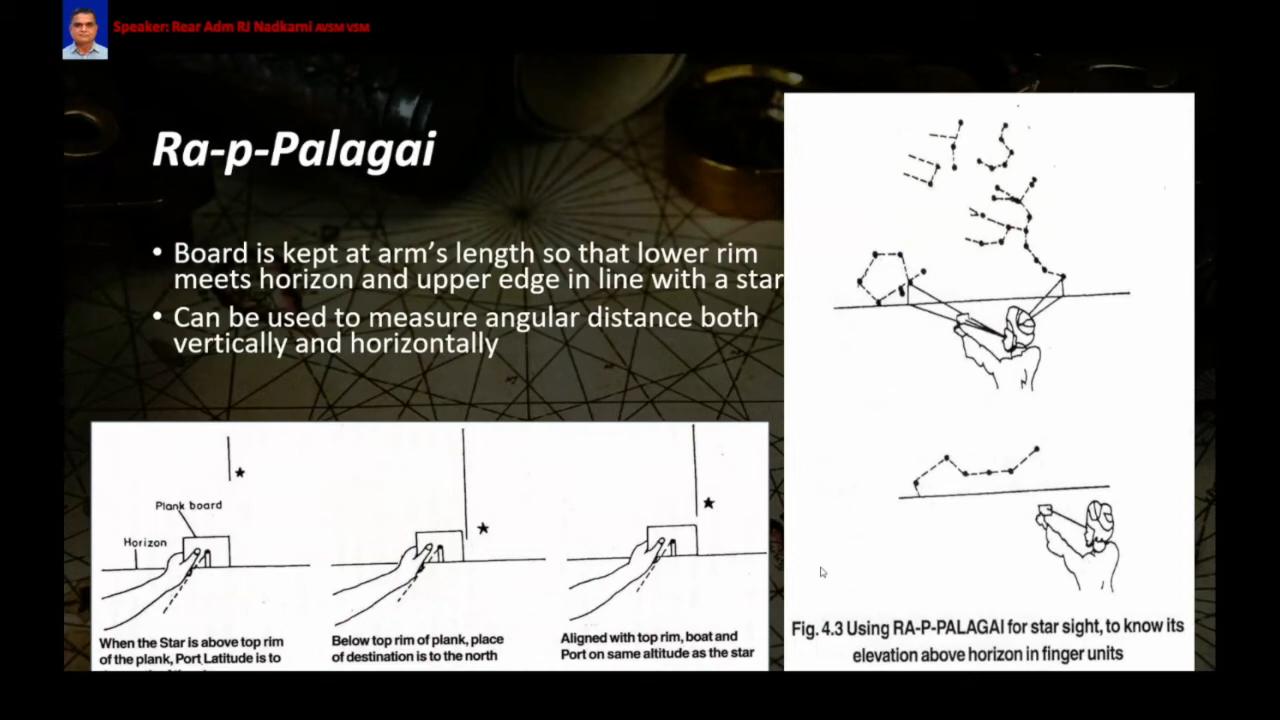 Speaker: Rear Adm RJ Nadkarni AVSM VSM
Ra-p-Palagai
• Board is kept at arm’s length so that lower rim
meets horizon and upper edge in line with a star
• Can be used to measure angular distance both
vertically and horizontally
Plank board
Horizon
When the Star is above top rim
of the plank, Port Latitude is to
Below top rim of plank, place
of destination is to the north
Aligned with top rim, boat and
Port on same altitude as the star
Fig. 4.3 Using RA-P-PALAGAI for star sight, to know its
elevation above horizon in finger units